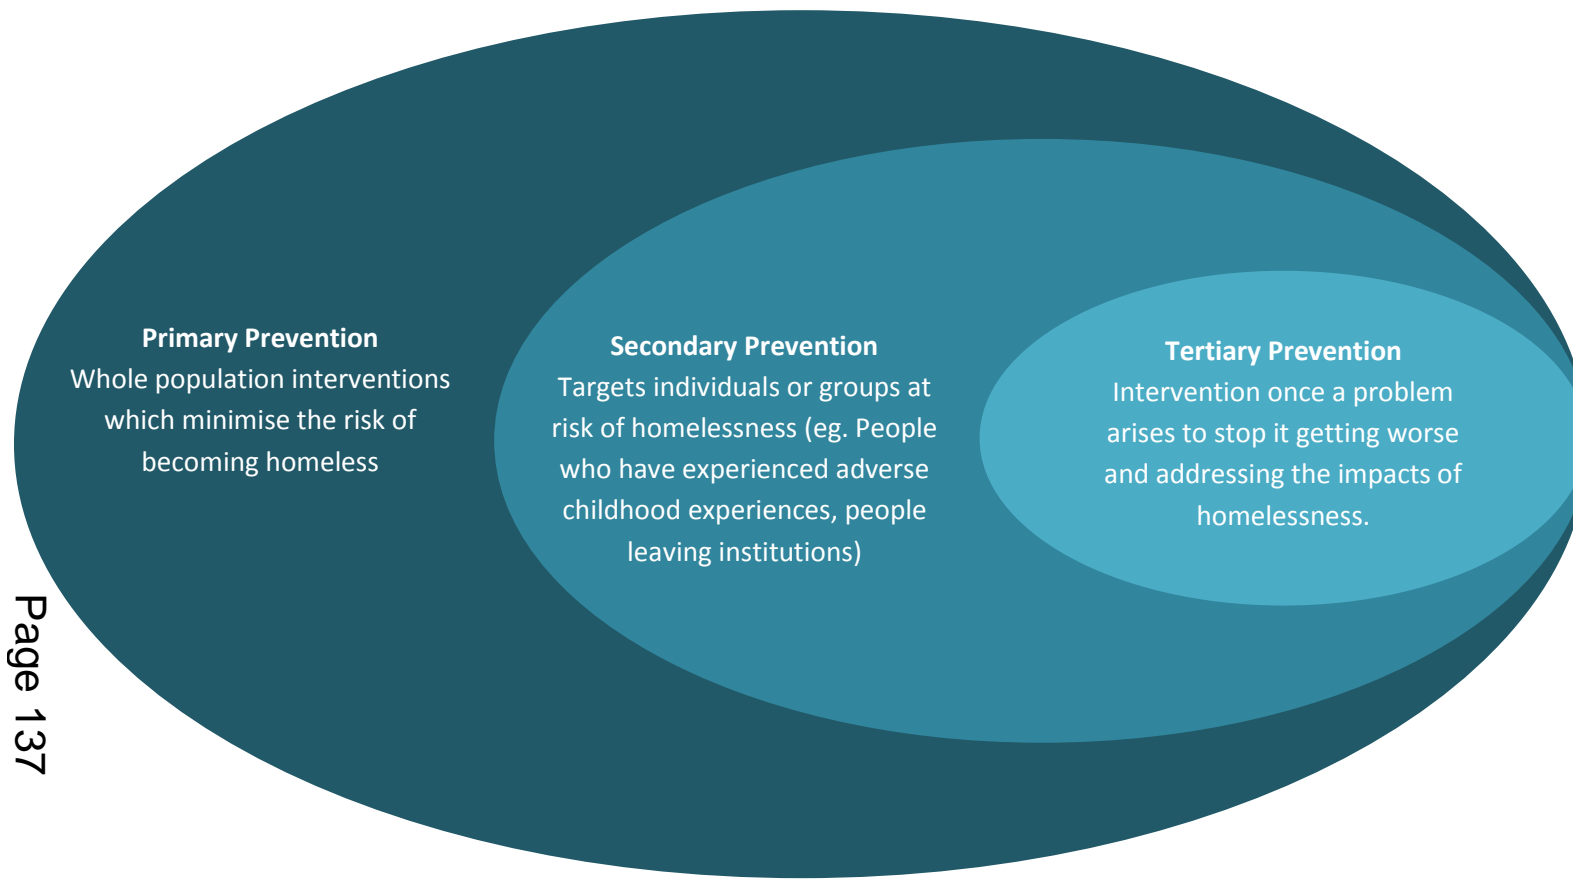 Primary Prevention
Whole population interventions
which minimise the risk of
becoming homeless
Secondary Prevention
Targets individuals or groups at
risk of homelessness (eg. People
who have experienced adverse
childhood experiences, people
leaving institutions)
Tertiary Prevention
Intervention once a problem
arises to stop it getting worse
and addressing the impacts of
homelessness.
Page 137